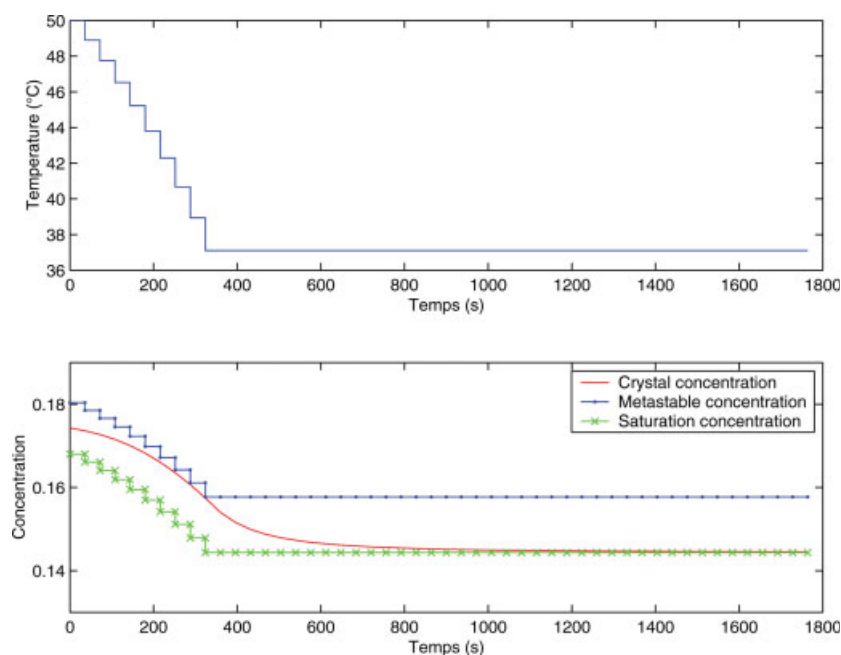 50
48
46
44
42
40
38
36
Temperature (°C)
0 200 400 600 800 1000 1200 1400 1600 1800
Temps (s)
0.18
0.16
0.14
Concentration
Crystal concentration
Metastable concentration
Saturation concentration
0 200 400 600 800 1000 1200 1400 1600 1800
Temps (s)